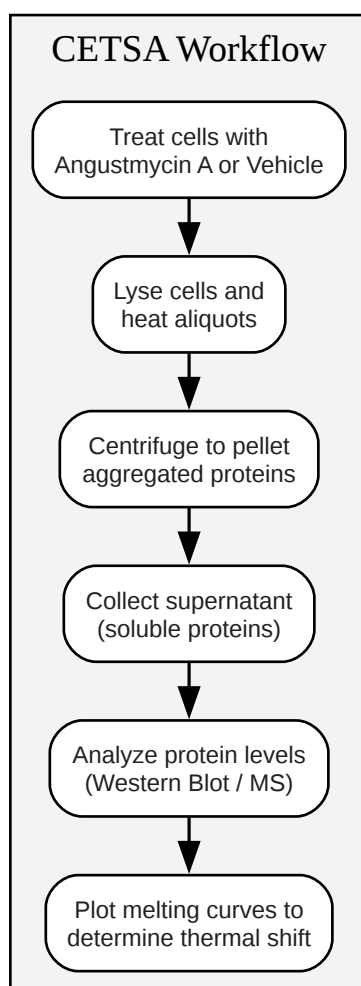 CETSA Workflow
Treat cells with
Angustmycin A or Vehicle
Lyse cells and
heat aliquots
Centrifuge to pellet
aggregated proteins
Collect supernatant
(soluble proteins)
Analyze protein levels
(Western Blot / MS)
Plot melting curves to
determine thermal shift